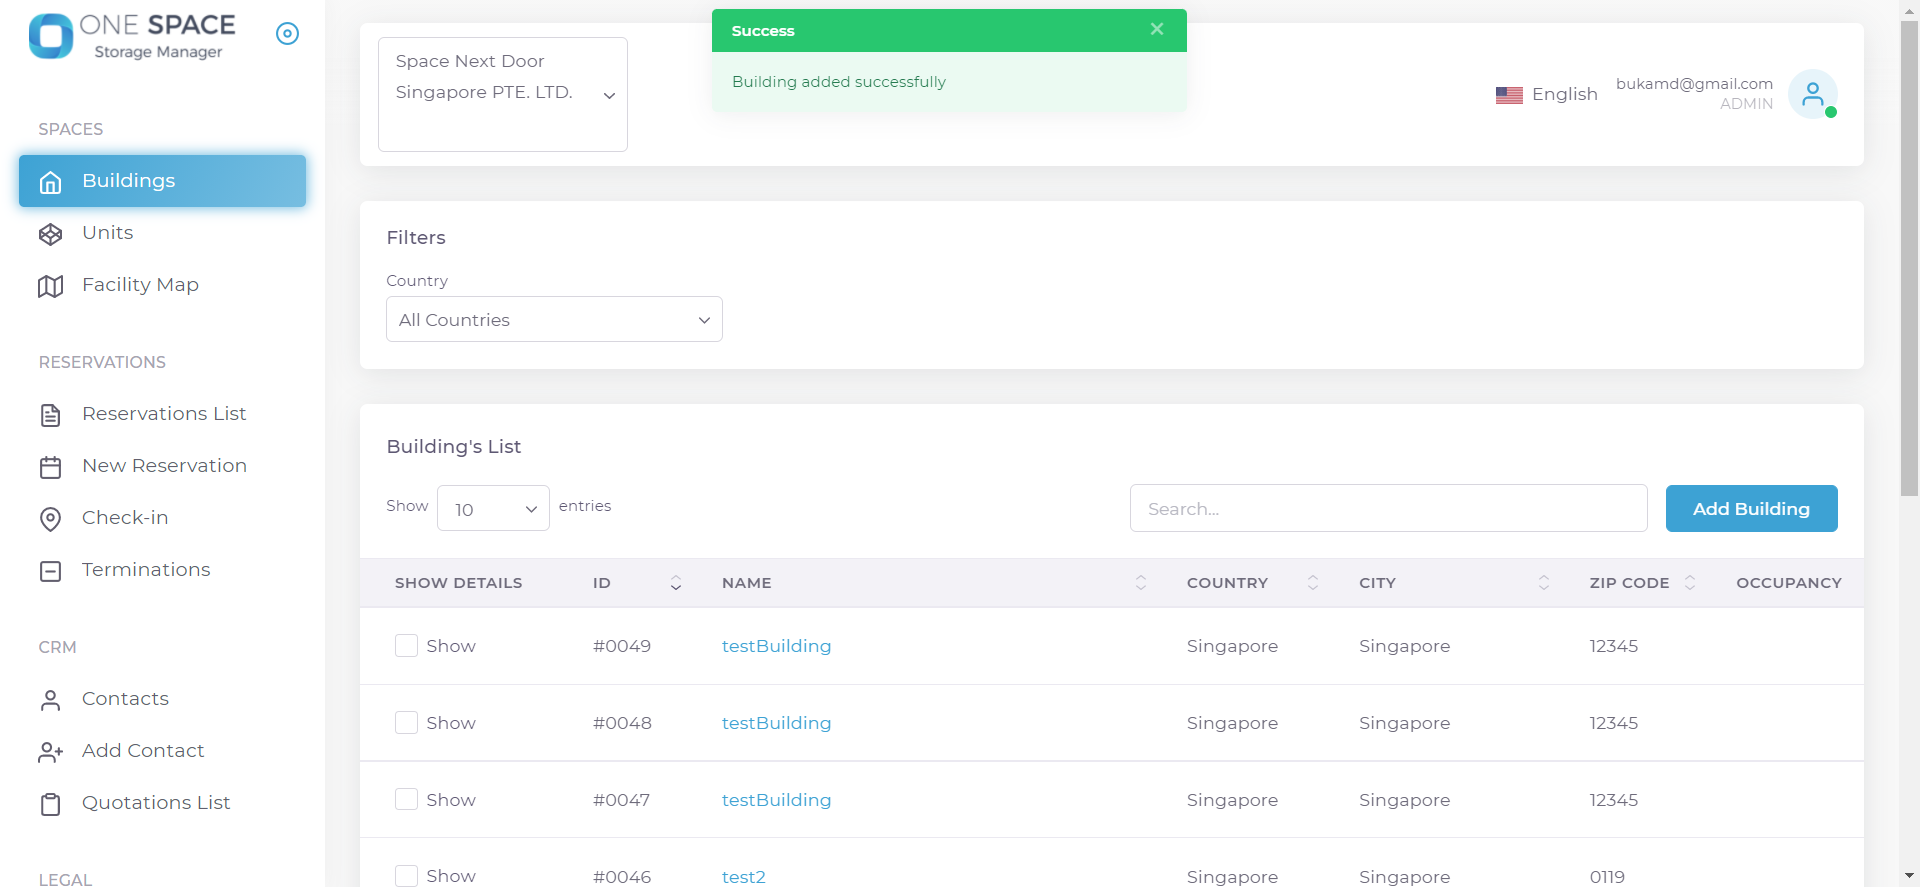 ONE SPACE
Storage Manager
SPACES
Buildings
Units
Facility Map
RESERVATIONS
Reservations List
New Reservation
Check-in
Terminations
CRM
Contacts
Add Contact
Quotations List
LEGAL
Space Next Door
Singapore PTE. LTD.
Success
Building added successfully
English
bukamd@gmail.com
ADMIN
Filters
Country
All Countries
Building's List
Show 10 entries
Search...
Add Building
SHOW DETAILS ID NAME COUNTRY CITY ZIP CODE OCCUPANCY
Show #0049 testBuilding Singapore Singapore 12345
Show #0048 testBuilding Singapore Singapore 12345
Show #0047 testBuilding Singapore Singapore 12345
Show #0046 test2 Singapore Singapore 0119